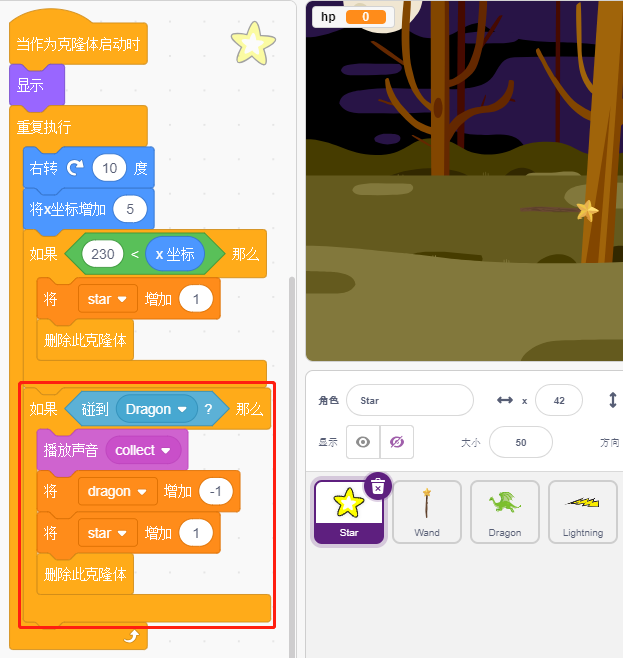 当作为克隆体启动时
显示
重复执行
右转 10 度
将x坐标增加 5
如果 230 < x 坐标 那么
将 star 增加 1
删除此克隆体
如果 碰到 Dragon ? 那么
播放声音 collect
将 dragon 增加 -1
将 star 增加 1
删除此克隆体
hp 0
角色 Star x 42
显示 大小 50 方向
Star Wand Dragon Lightning